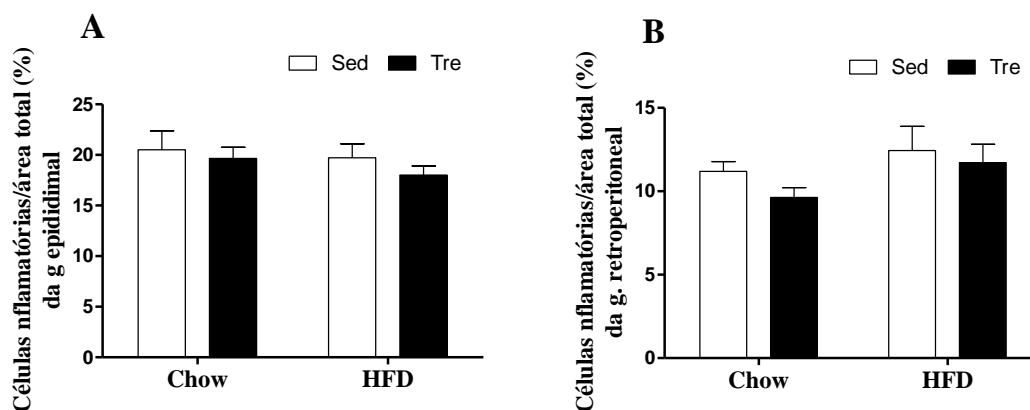 A
Sed Tre
Células nflamatórias/área total (%)
da g epididimal
25
20
15
10
5
0
Chow HFD
B
Sed Tre
Células nflamatórias/área total (%)
da g. retroperitoneal
15
10
5
0
Chow HFD